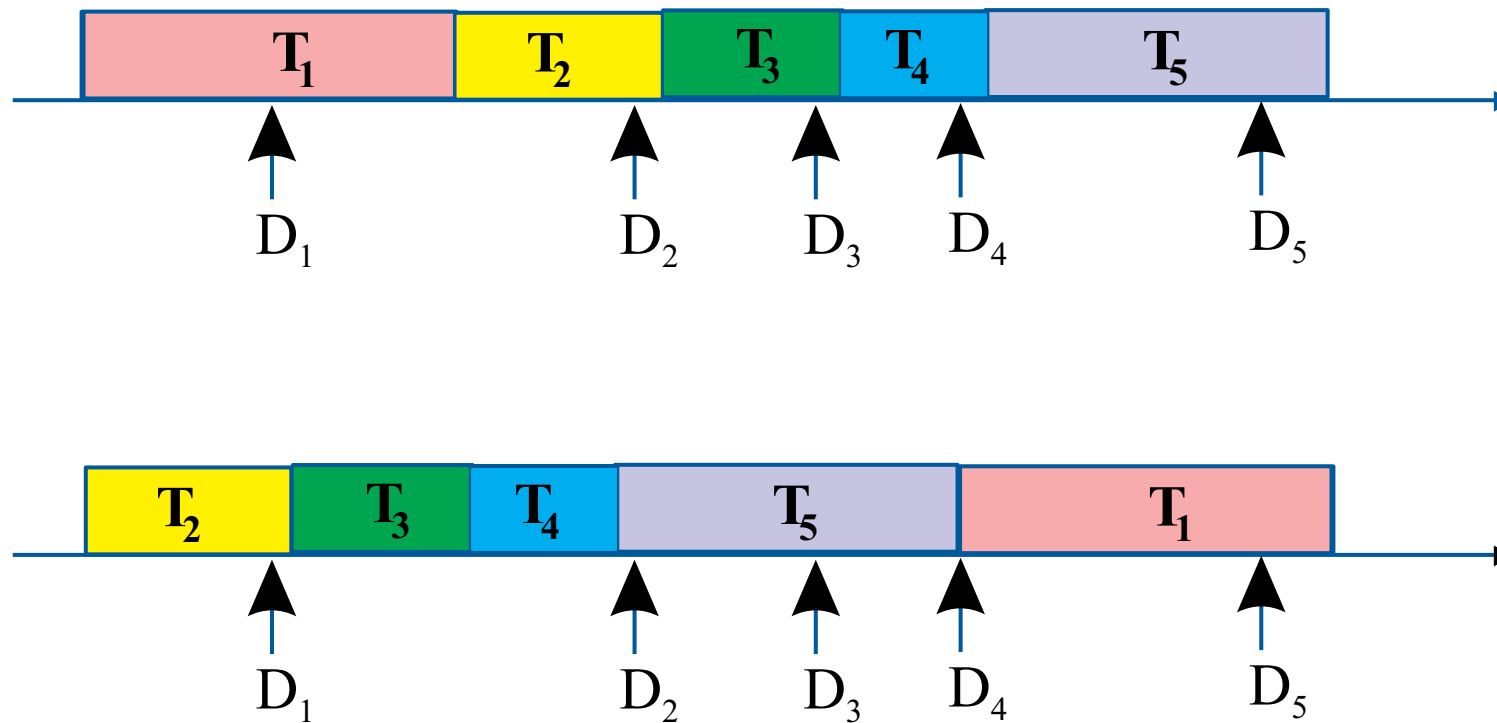 T₁ T₂ T₃ T₄ T₅
D₁ D₂ D₃ D₄ D₅
T₂ T₃ T₄ T₅ T₁
D₁ D₂ D₃ D₄ D₅